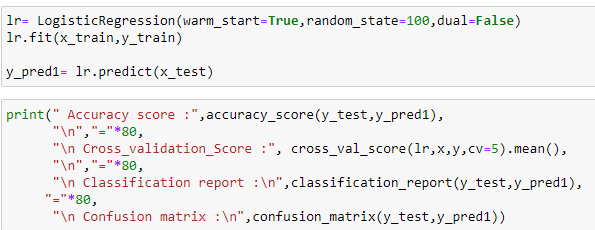 lr= LogisticRegression(warm_start=True,random_state=100,dual=False)
lr.fit(x_train,y_train)
y_pred1= lr.predict(x_test)
print(" Accuracy score :",accuracy_score(y_test,y_pred1),
"\n","="*80,
"\n Cross_validation_Score :", cross_val_score(lr,x,y,cv=5).mean(),
"\n","="*80,
"\n Classification report :\n",classification_report(y_test,y_pred1),
"="*80,
"\n Confusion matrix :\n",confusion_matrix(y_test,y_pred1))